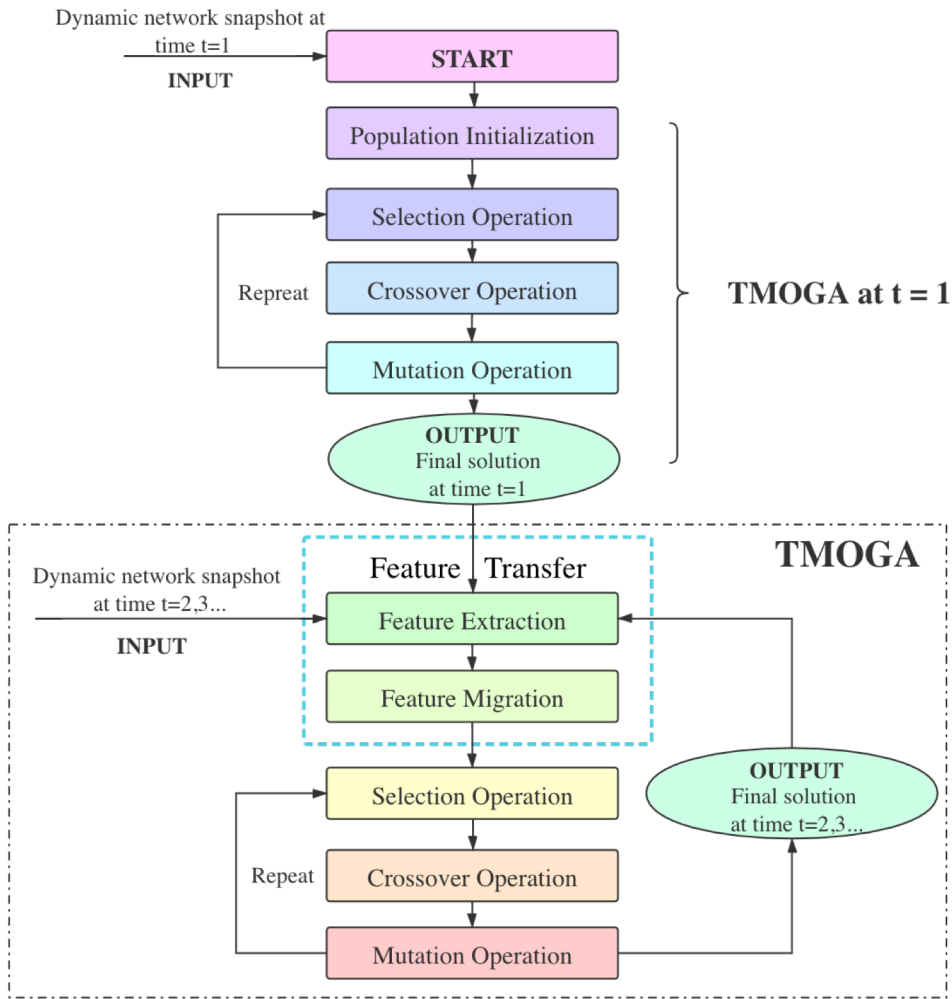 Dynamic network snapshot at
time t=1
INPUT
START
Population Initialization
Selection Operation
Repreat
Crossover Operation
TMOGA at t = 1
Mutation Operation
OUTPUT
Final solution
at time t=1
TMOGA
Feature Transfer
Dynamic network snapshot
at time t=2,3...
INPUT
Feature Extraction
Feature Migration
Selection Operation
OUTPUT
Final solution
at time t=2,3...
Repeat
Crossover Operation
Mutation Operation